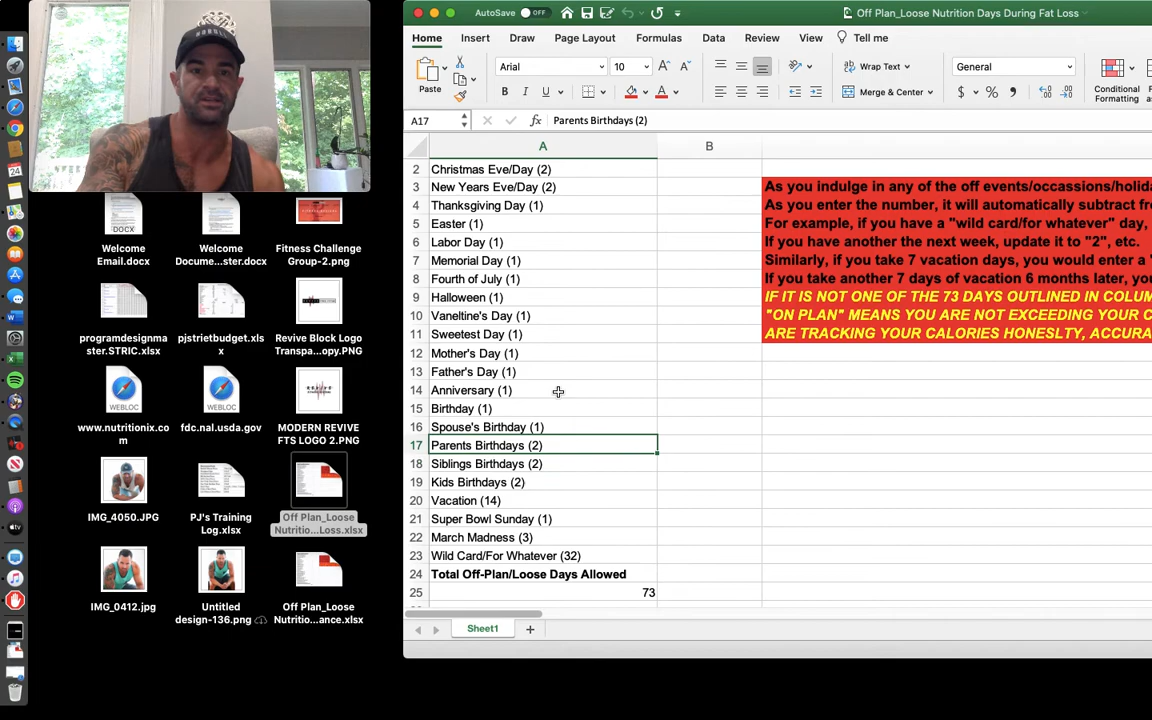 AutoSave OFF
Off Plan_Loose Nutrition Days During Fat Loss
Home Insert Draw Page Layout Formulas Data Review View Tell me
Paste
Arial
10
B I U
Wrap Text
Merge & Center
General
$ % 
Conditional
Formatting
A17
fx Parents Birthdays (2)
A B
2 Christmas Eve/Day (2)
3 New Years Eve/Day (2)
4 Thanksgiving Day (1)
5 Easter (1)
6 Labor Day (1)
7 Memorial Day (1)
8 Fourth of July (1)
9 Halloween (1)
10 Vaneltine's Day (1)
11 Sweetest Day (1)
12 Mother's Day (1)
13 Father's Day (1)
14 Anniversary (1)
15 Birthday (1)
16 Spouse's Birthday (1)
17 Parents Birthdays (2)
18 Siblings Birthdays (2)
19 Kids Birthdays (2)
20 Vacation (14)
21 Super Bowl Sunday (1)
22 March Madness (3)
23 Wild Card/For Whatever (32)
24 Total Off-Plan/Loose Days Allowed
25 73
As you indulge in any of the off events/occassions/holida
As you enter the number, it will automatically subtract fro
For example, if you have a "wild card/for whatever" day,
If you have another the next week, update it to "2", etc.
Similarly, if you take 7 vacation days, you would enter a "
If you take another 7 days of vacation 6 months later, you
IF IT IS NOT ONE OF THE 73 DAYS OUTLINED IN COLUM
"ON PLAN" MEANS YOU ARE NOT EXCEEDING YOUR C
ARE TRACKING YOUR CALORIES HONESLTY, ACCURA
Sheet1
DOCX
Welcome
Email.docx
Welcome
Docume...ster.docx
Fitness Challenge
Group-2.png
programdesignma
ster.STRIC.xlsx
pjstrietbudget.xls
x
Revive Block Logo
Transpa...opy.PNG
WEBLOC
www.nutritionix.co
m
WEBLOC
fdc.nal.usda.gov
MODERN REVIVE
FTS LOGO 2.PNG
IMG_4050.JPG
PJ's Training
Log.xlsx
Off Plan_Loose
Nutritio...Loss.xlsx
IMG_0412.jpg
Untitled
design-136.png
Off Plan_Loose
Nutritio...ance.xlsx
24